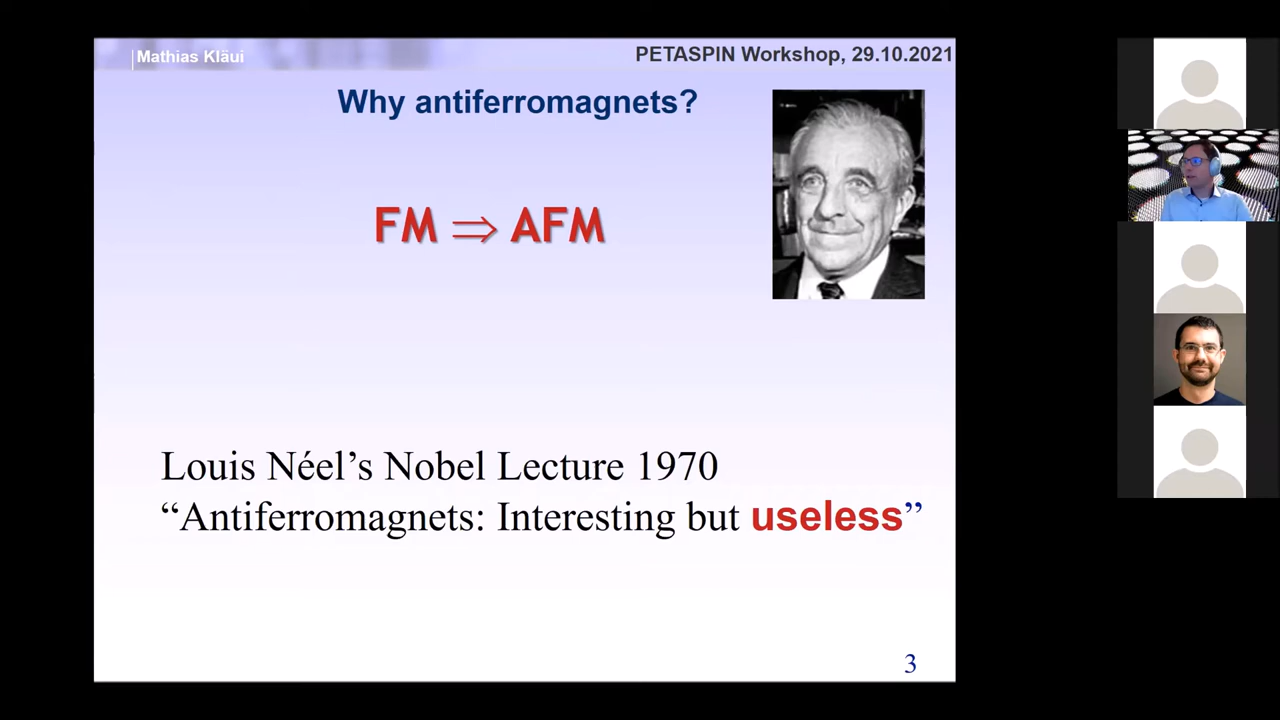 Mathias Kläui
PETASPIN Workshop, 29.10.2021
Why antiferromagnets?
FM ⇒ AFM
Louis Néel’s Nobel Lecture 1970
“Antiferromagnets: Interesting but useless”
3